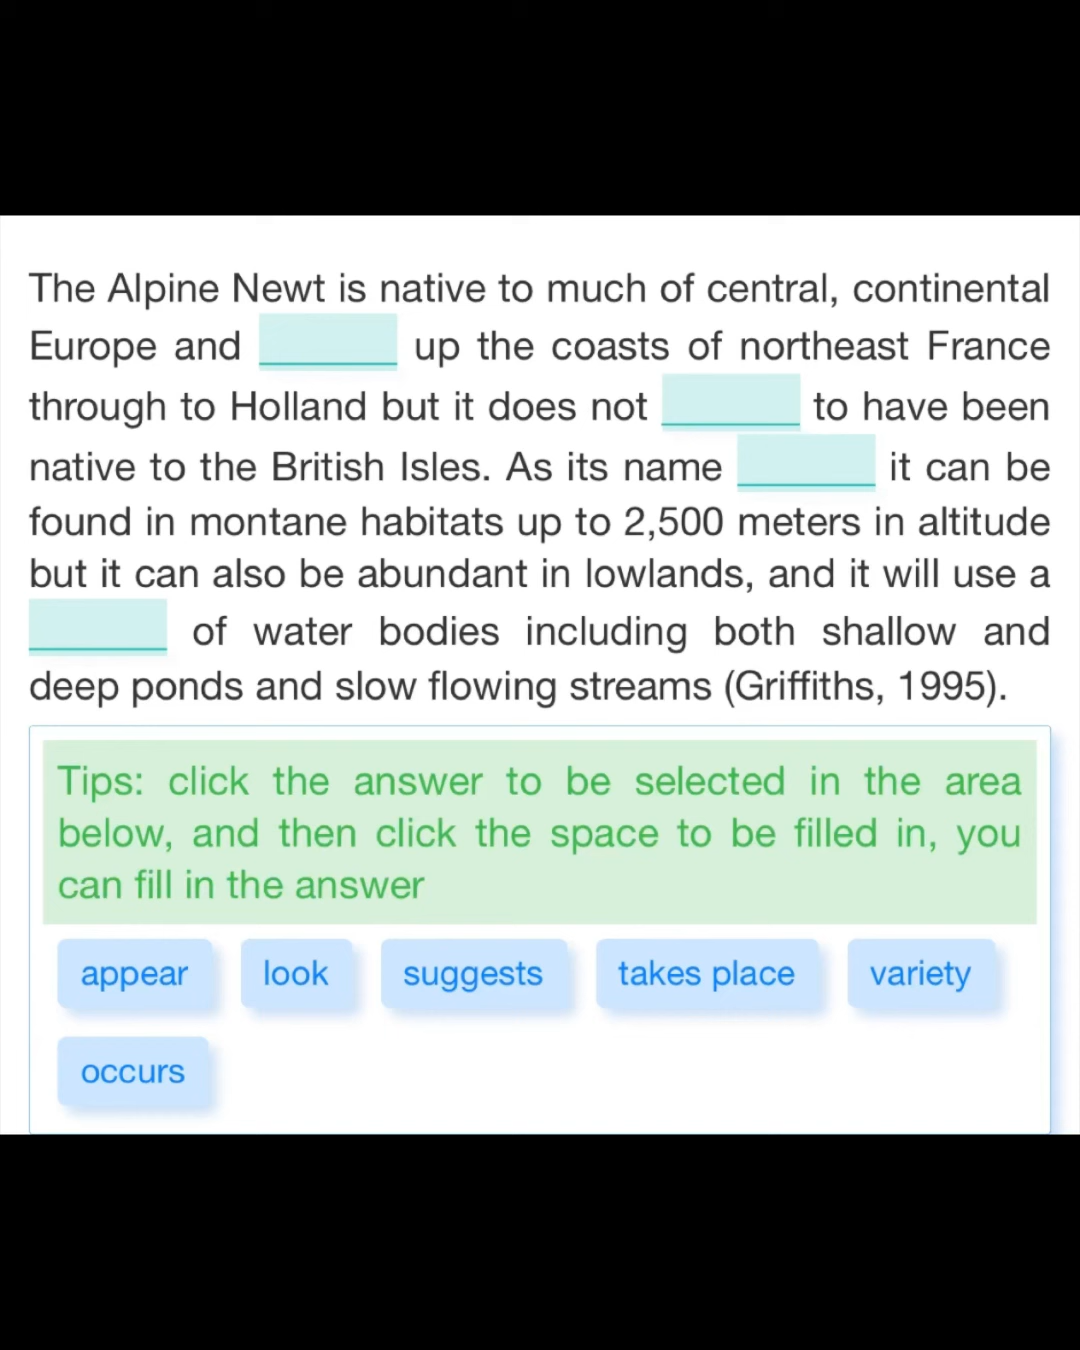 The Alpine Newt is native to much of central, continental
Europe and up the coasts of northeast France
through to Holland but it does not to have been
native to the British Isles. As its name it can be
found in montane habitats up to 2,500 meters in altitude
but it can also be abundant in lowlands, and it will use a
of water bodies including both shallow and
deep ponds and slow flowing streams (Griffiths, 1995).
Tips: click the answer to be selected in the area
below, and then click the space to be filled in, you
can fill in the answer
appear look suggests takes place variety
occurs